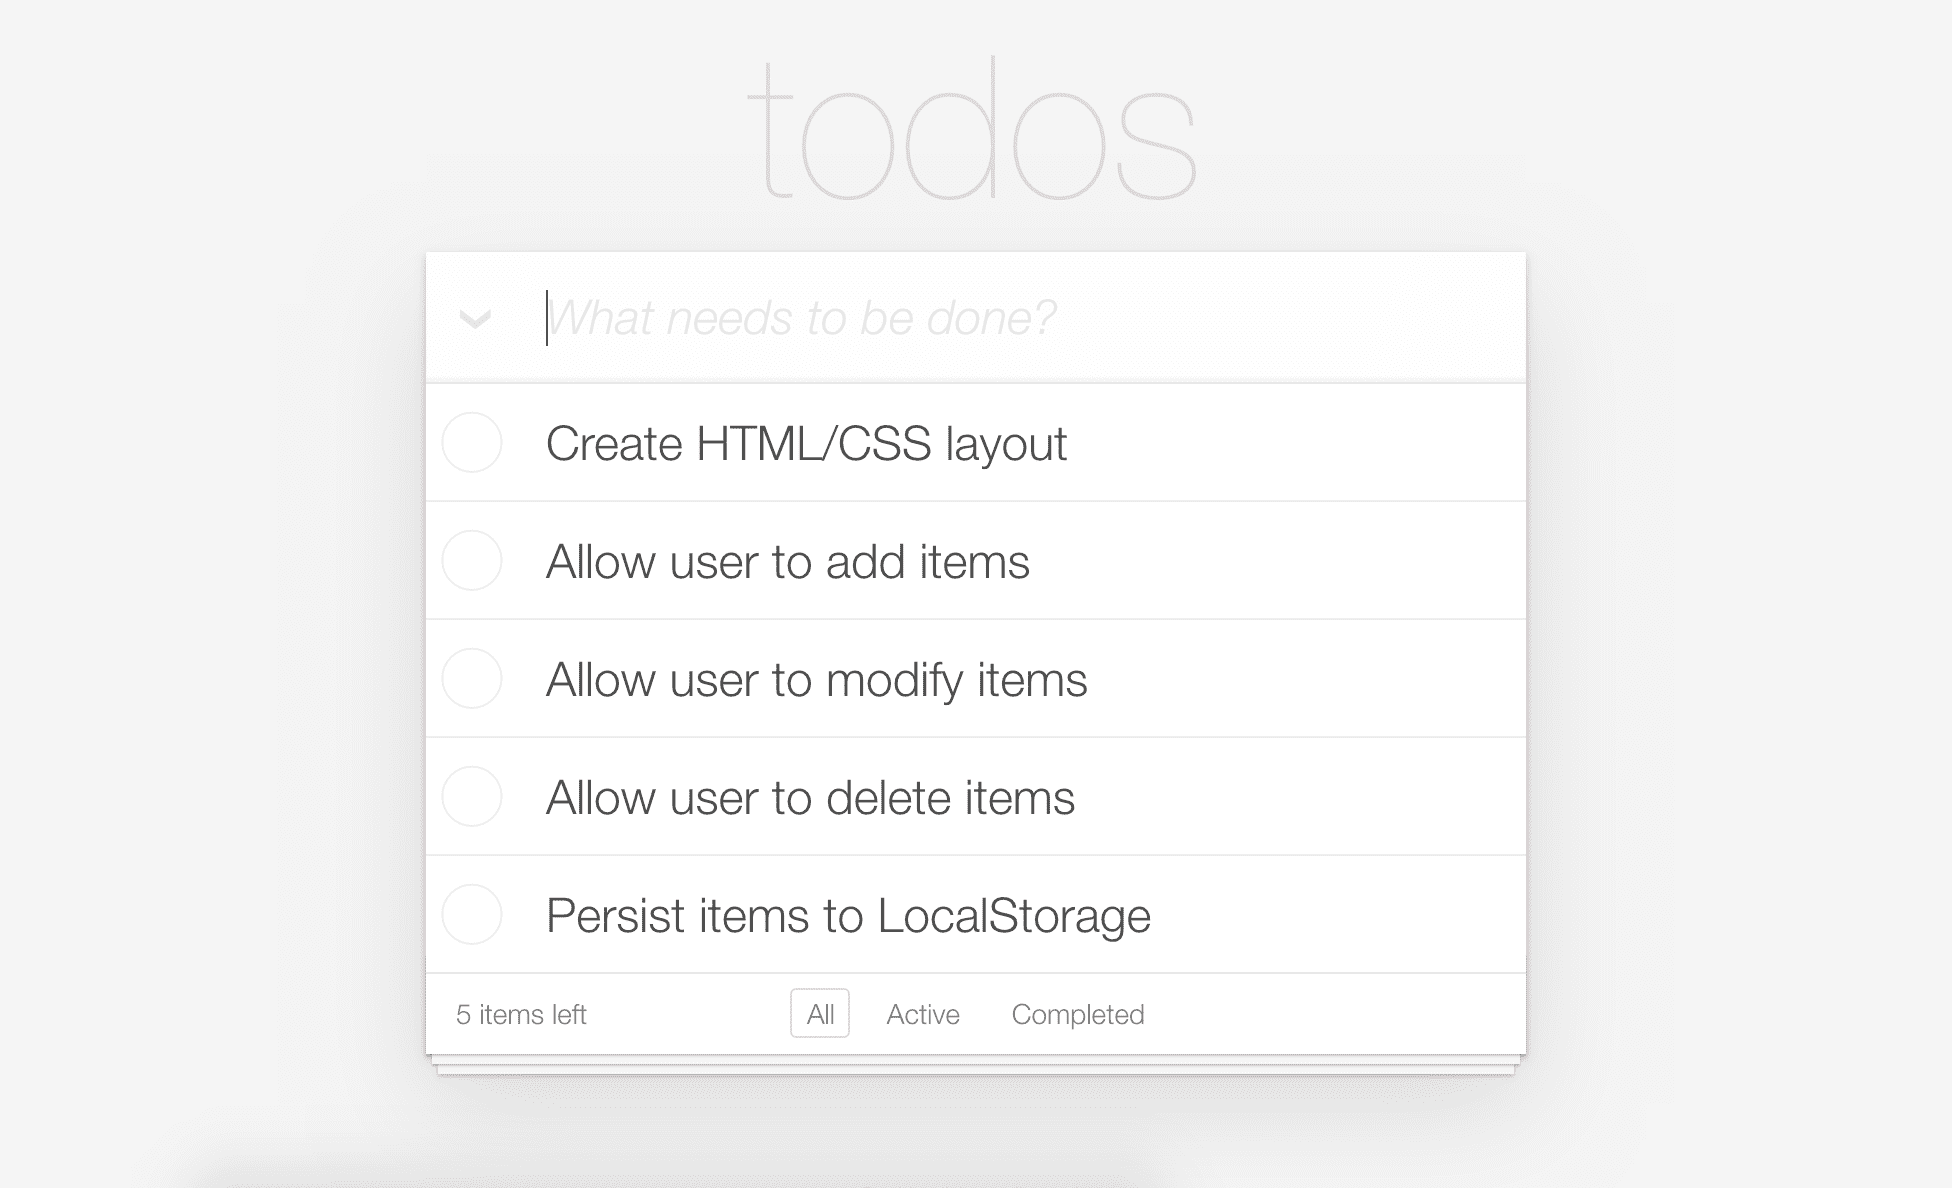 todos
What needs to be done?
Create HTML/CSS layout
Allow user to add items
Allow user to modify items
Allow user to delete items
Persist items to LocalStorage
5 items left
All
Active
Completed